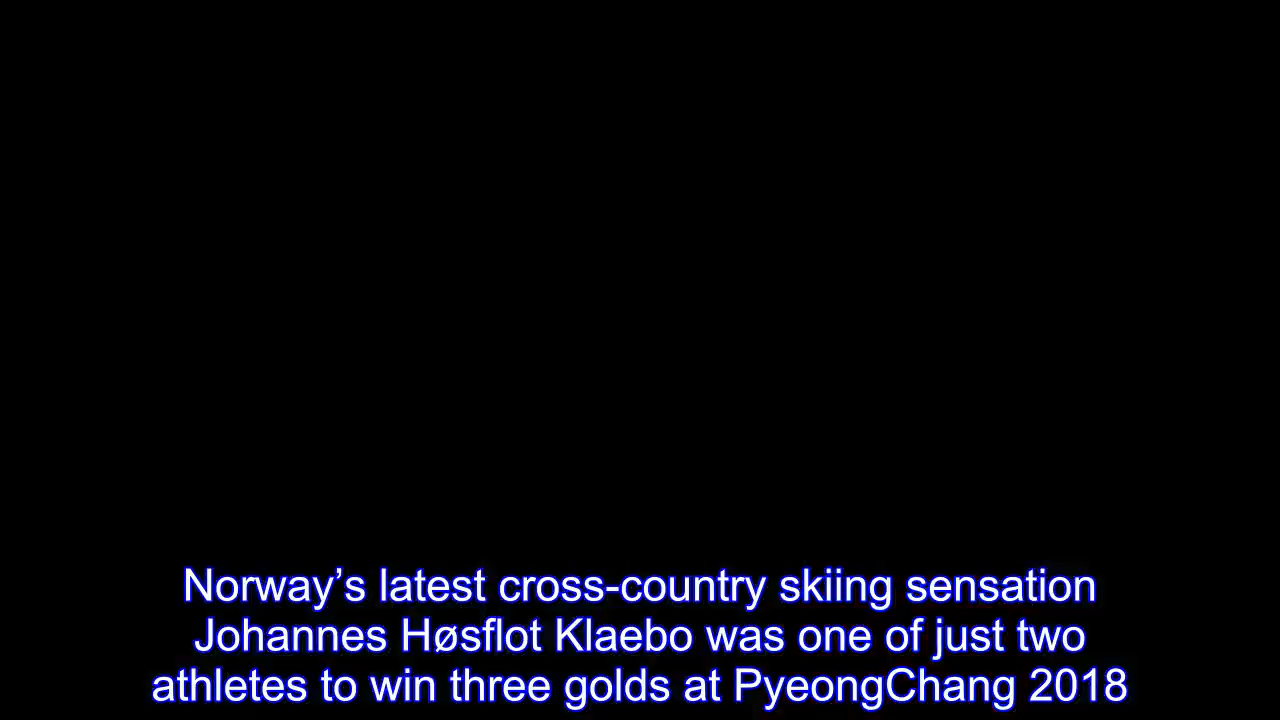 Norway’s latest cross-country skiing sensation
Johannes Høsflot Klaebo was one of just two
athletes to win three golds at PyeongChang 2018